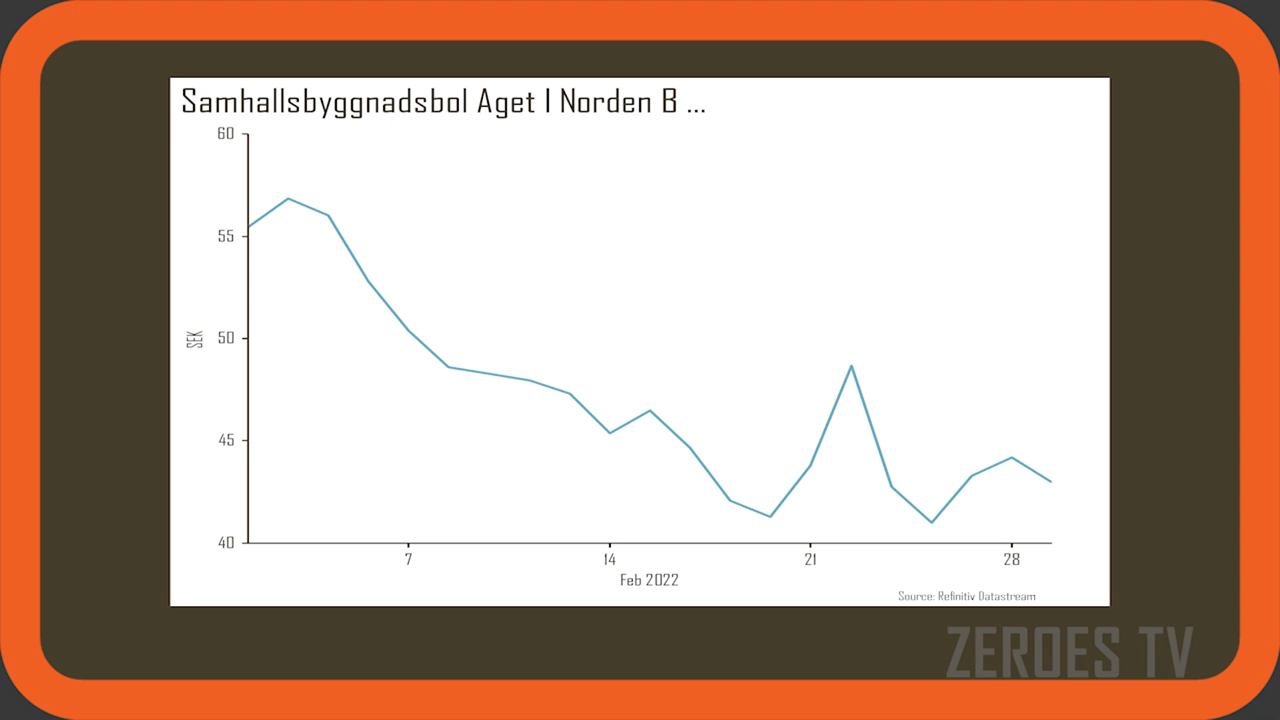 Samhallsbyggnadsbol Aget I Norden B ...
60
55
50
45
40
SEK
7 14 21 28
Feb 2022
Source: Refinitiv Datastream
ZEROES TV